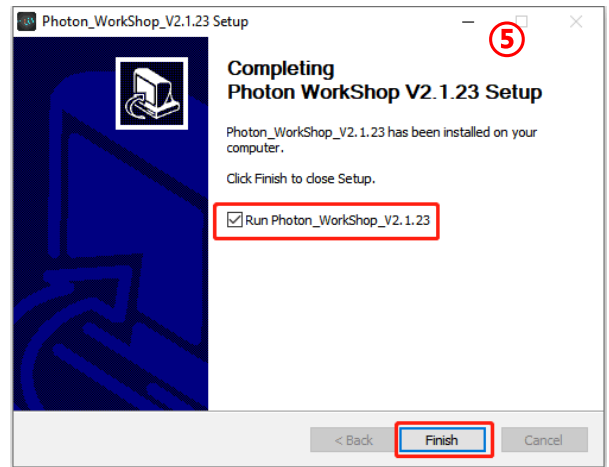 Photon_WorkShop_V2.1.23 Setup
⑤
Completing
Photon WorkShop V2.1.23 Setup
Photon_WorkShop_V2.1.23 has been installed on your
computer.
Click Finish to close Setup.
Run Photon_WorkShop_V2.1.23
< Back Finish Cancel